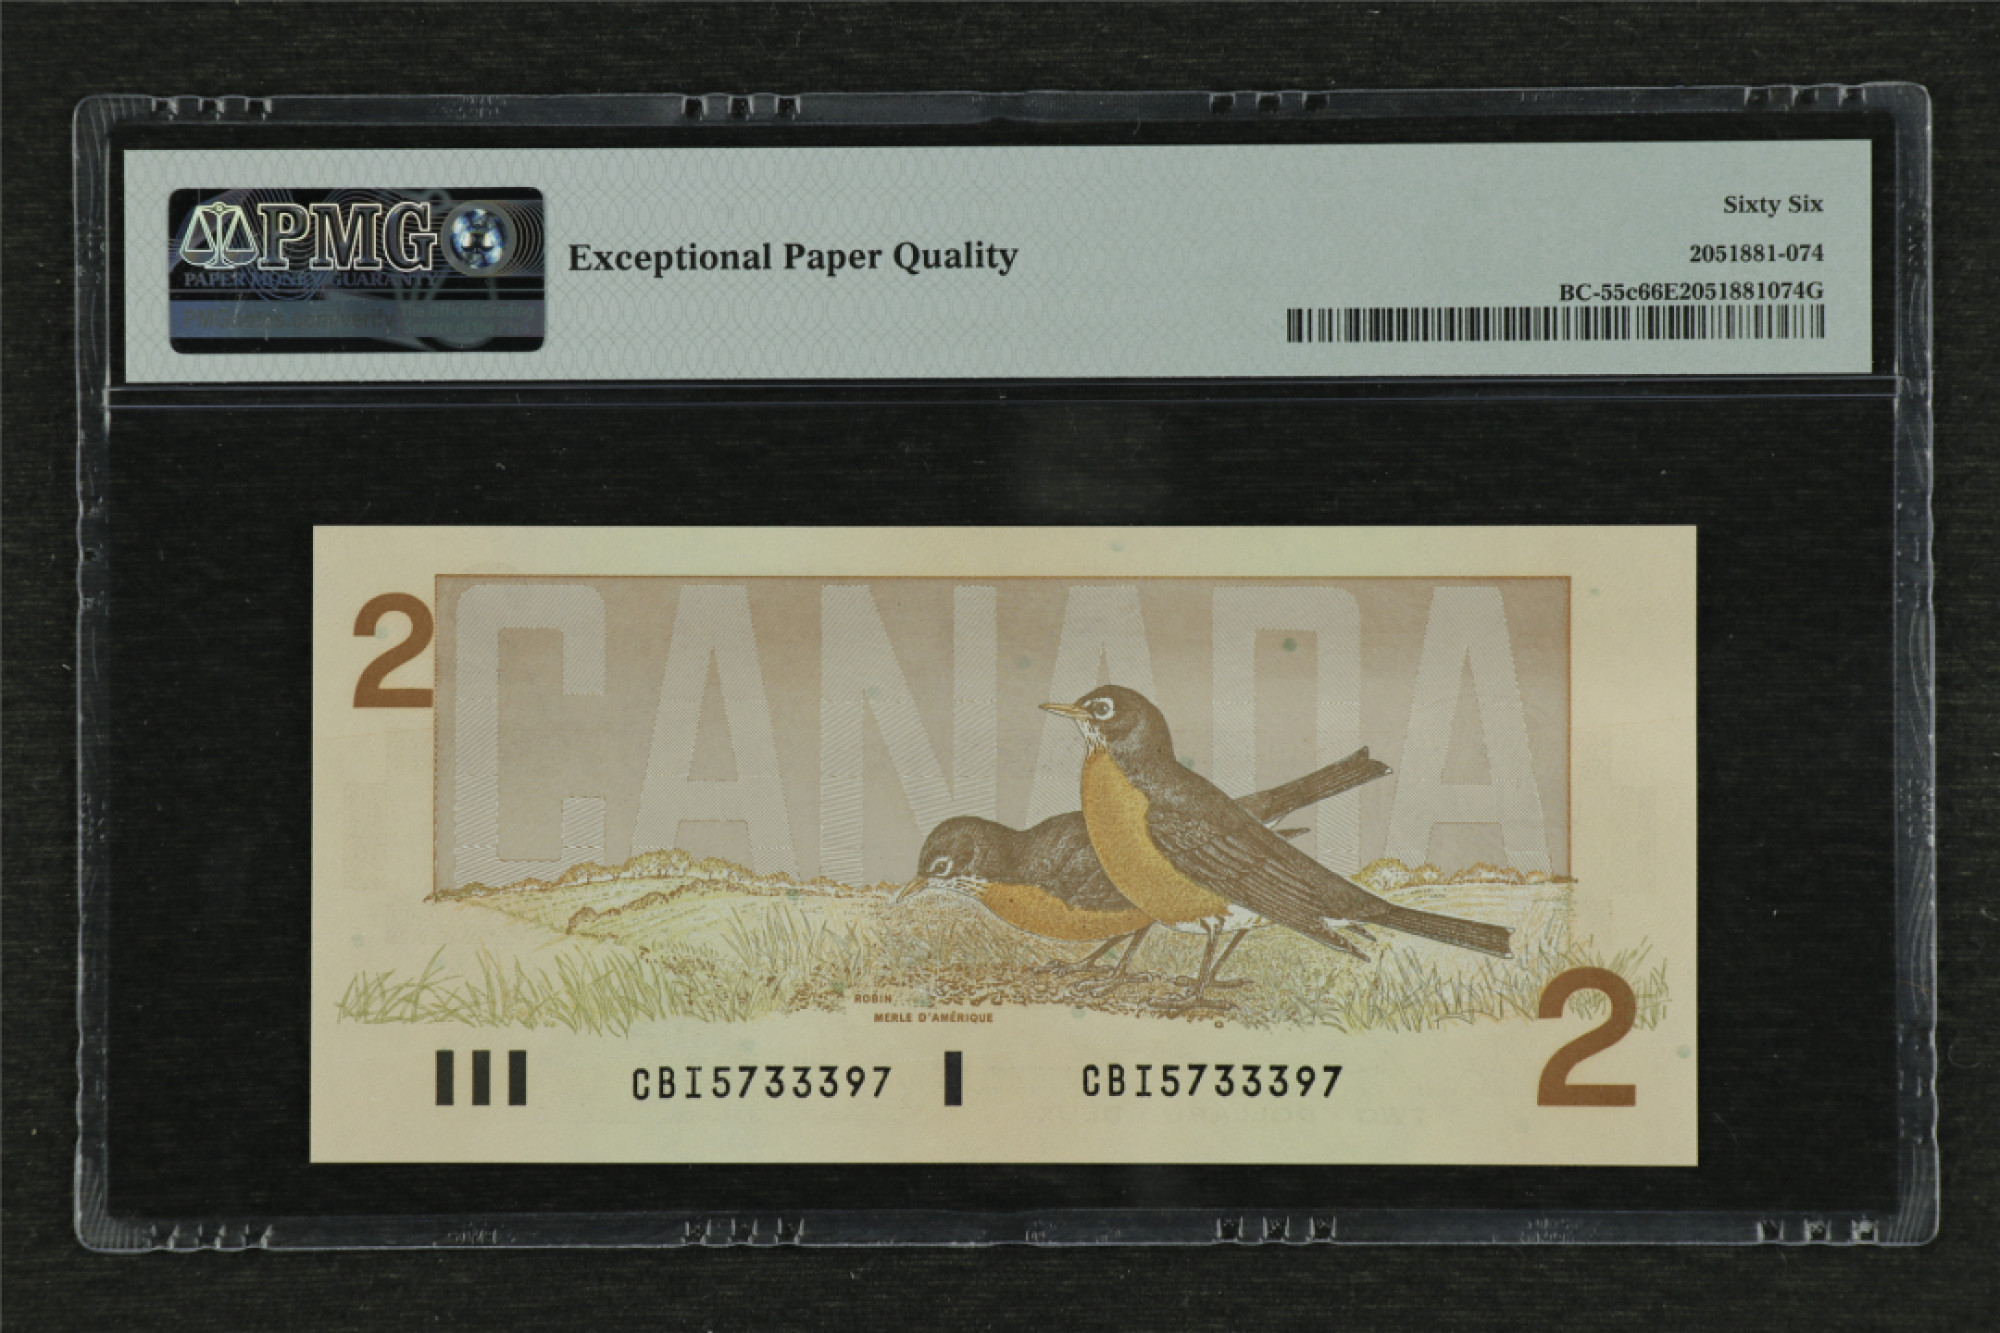 PMG
PAPER MONEY GUARANTY
Exceptional Paper Quality
Sixty Six
2051881-074
BC-55c66E2051881074G
2
CANADA
ROBIN
MERLE D'AMÉRIQUE
2
CBI5733397
CBI5733397